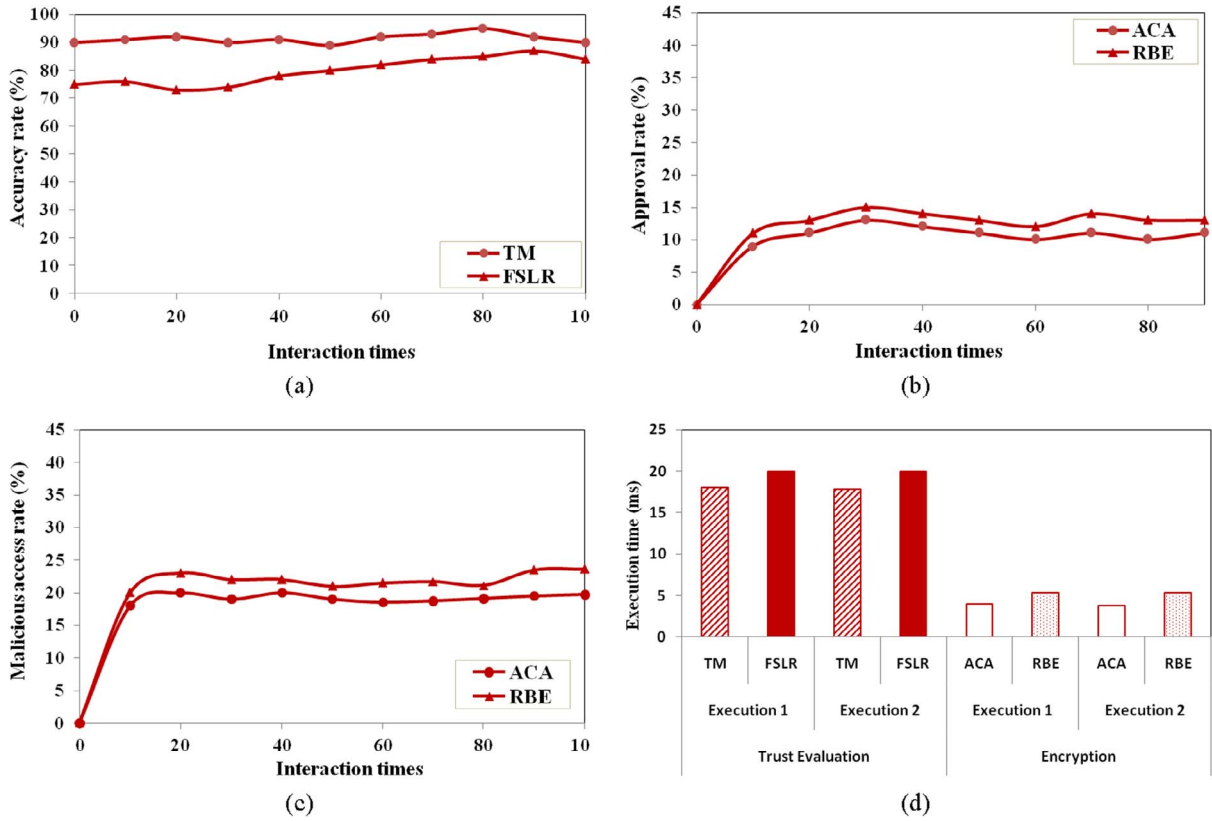 100
90
80
70
60
50
40
30
20
10
0
Accuracy rate (%)
TM
FSLR
0 20 40 60 80 10
Interaction times
(a)
45
40
35
30
25
20
15
10
5
0
Approval rate (%)
ACA
RBE
0 20 40 60 80
Interaction times
(b)
45
40
35
30
25
20
15
10
5
0
Malicious access rate (%)
ACA
RBE
0 20 40 60 80 10
Interaction times
(c)
25
20
15
10
5
0
Execution time (ms)
TM FSLR TM FSLR ACA RBE ACA RBE
Execution 1 Execution 2 Execution 1 Execution 2
Trust Evaluation Encryption
(d)